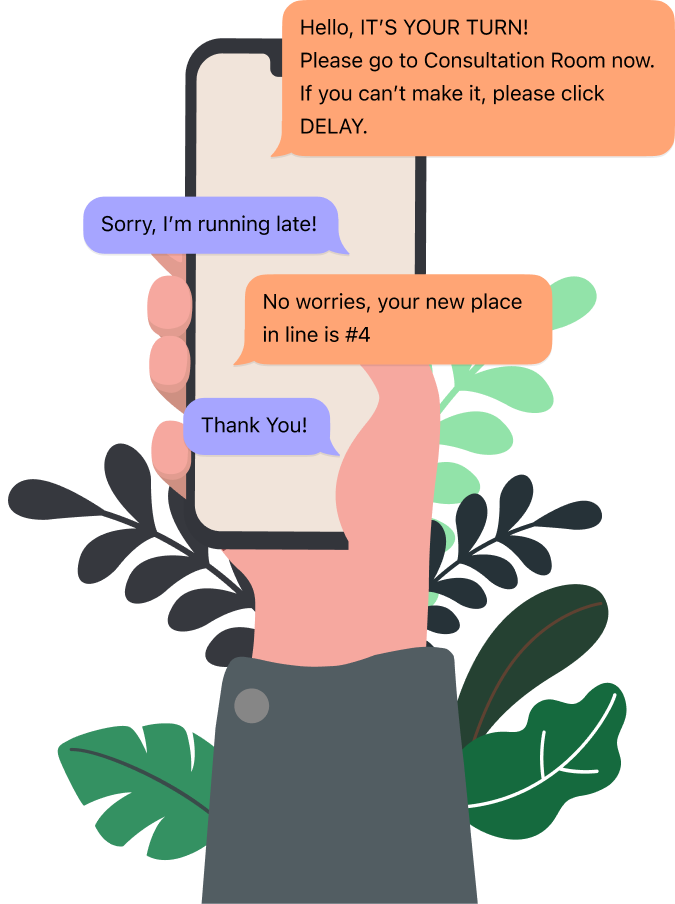 Hello, IT’S YOUR TURN!
Please go to Consultation Room now.
If you can’t make it, please click
DELAY.
Sorry, I’m running late!
No worries, your new place
in line is #4
Thank You!